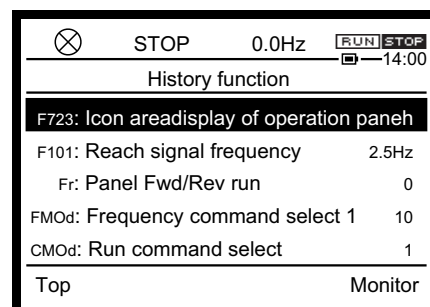 STOP 0.0Hz RUN STOP
14:00
History function
F723: Icon areadisplay of operation paneh
F101: Reach signal frequency 2.5Hz
Fr: Panel Fwd/Rev run 0
FMOd: Frequency command select 1 10
CMOd: Run command select 1
Top Monitor